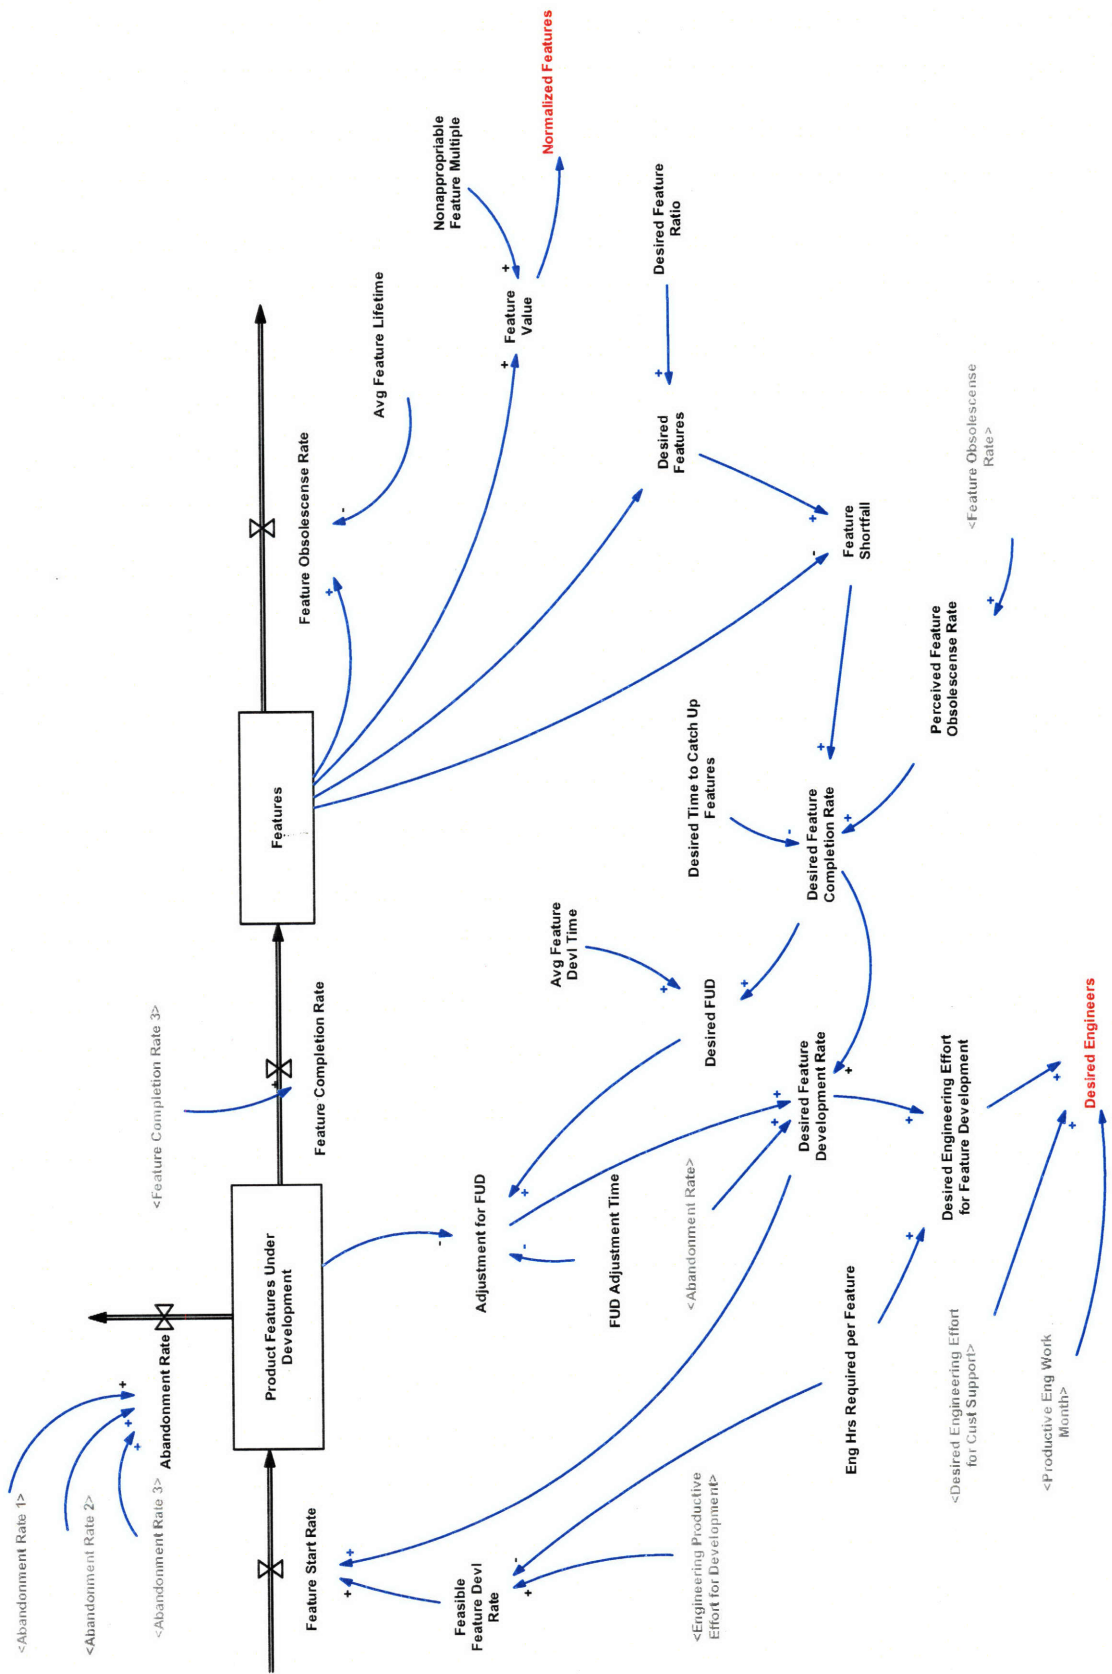 <Abandonment Rate 1>
<Abandonment Rate 2>
<Abandonment Rate 3>
Abandonment Rate
<Feature Completion Rate 3>
Feature Start Rate
Product Features Under
Development
Feature Completion Rate
Features
Feature Obsolescense Rate
Avg Feature Lifetime
Nonappropriable
Feature Multiple
Feature
Value
Normalized Features
Feasible
Feature Devl
Rate
Adjustment for FUD
FUD Adjustment Time
Avg Feature
Devl Time
Desired FUD
Desired Time to Catch Up
Features
Desired
Features
Desired Feature
Ratio
<Engineering Productive
Effort for Development>
<Abandonment Rate>
Desired Feature
Development Rate
Desired Feature
Completion Rate
Feature
Shortfall
Eng Hrs Required per Feature
Perceived Feature
Obsolescense Rate
<Feature Obsolescense
Rate>
<Desired Engineering Effort
for Cust Support>
Desired Engineering Effort
for Feature Development
<Productive Eng Work
Month>
Desired Engineers